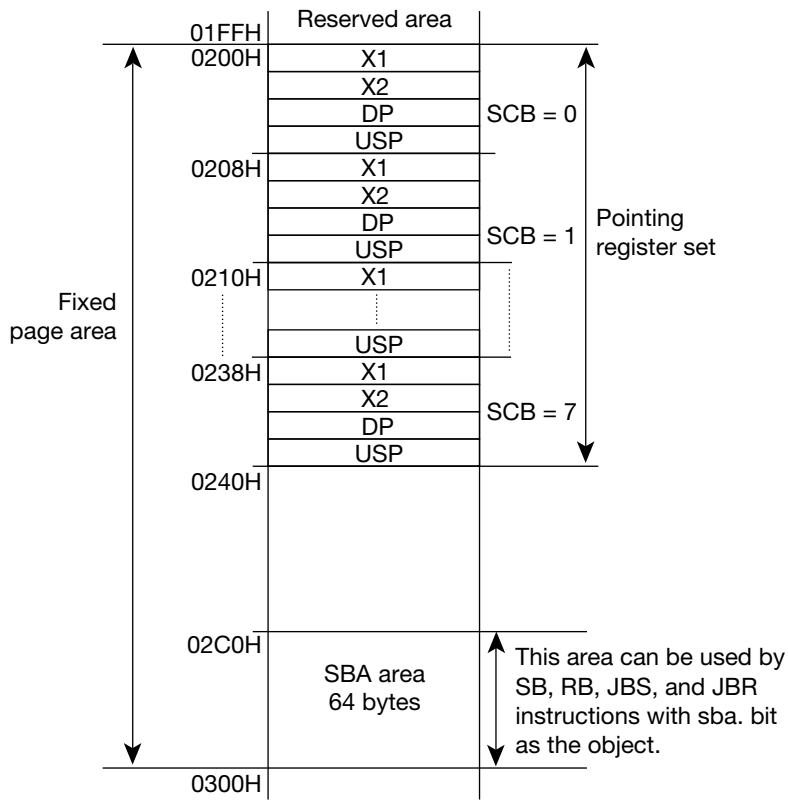 Reserved area
01FFH
0200H
X1
X2
DP
USP
SCB = 0
0208H
X1
X2
DP
USP
SCB = 1
Pointing
register set
0210H
X1
Fixed
page area
USP
0238H
X1
X2
DP
USP
SCB = 7
0240H
02C0H
SBA area
64 bytes
This area can be used by
SB, RB, JBS, and JBR
instructions with sba. bit
as the object.
0300H